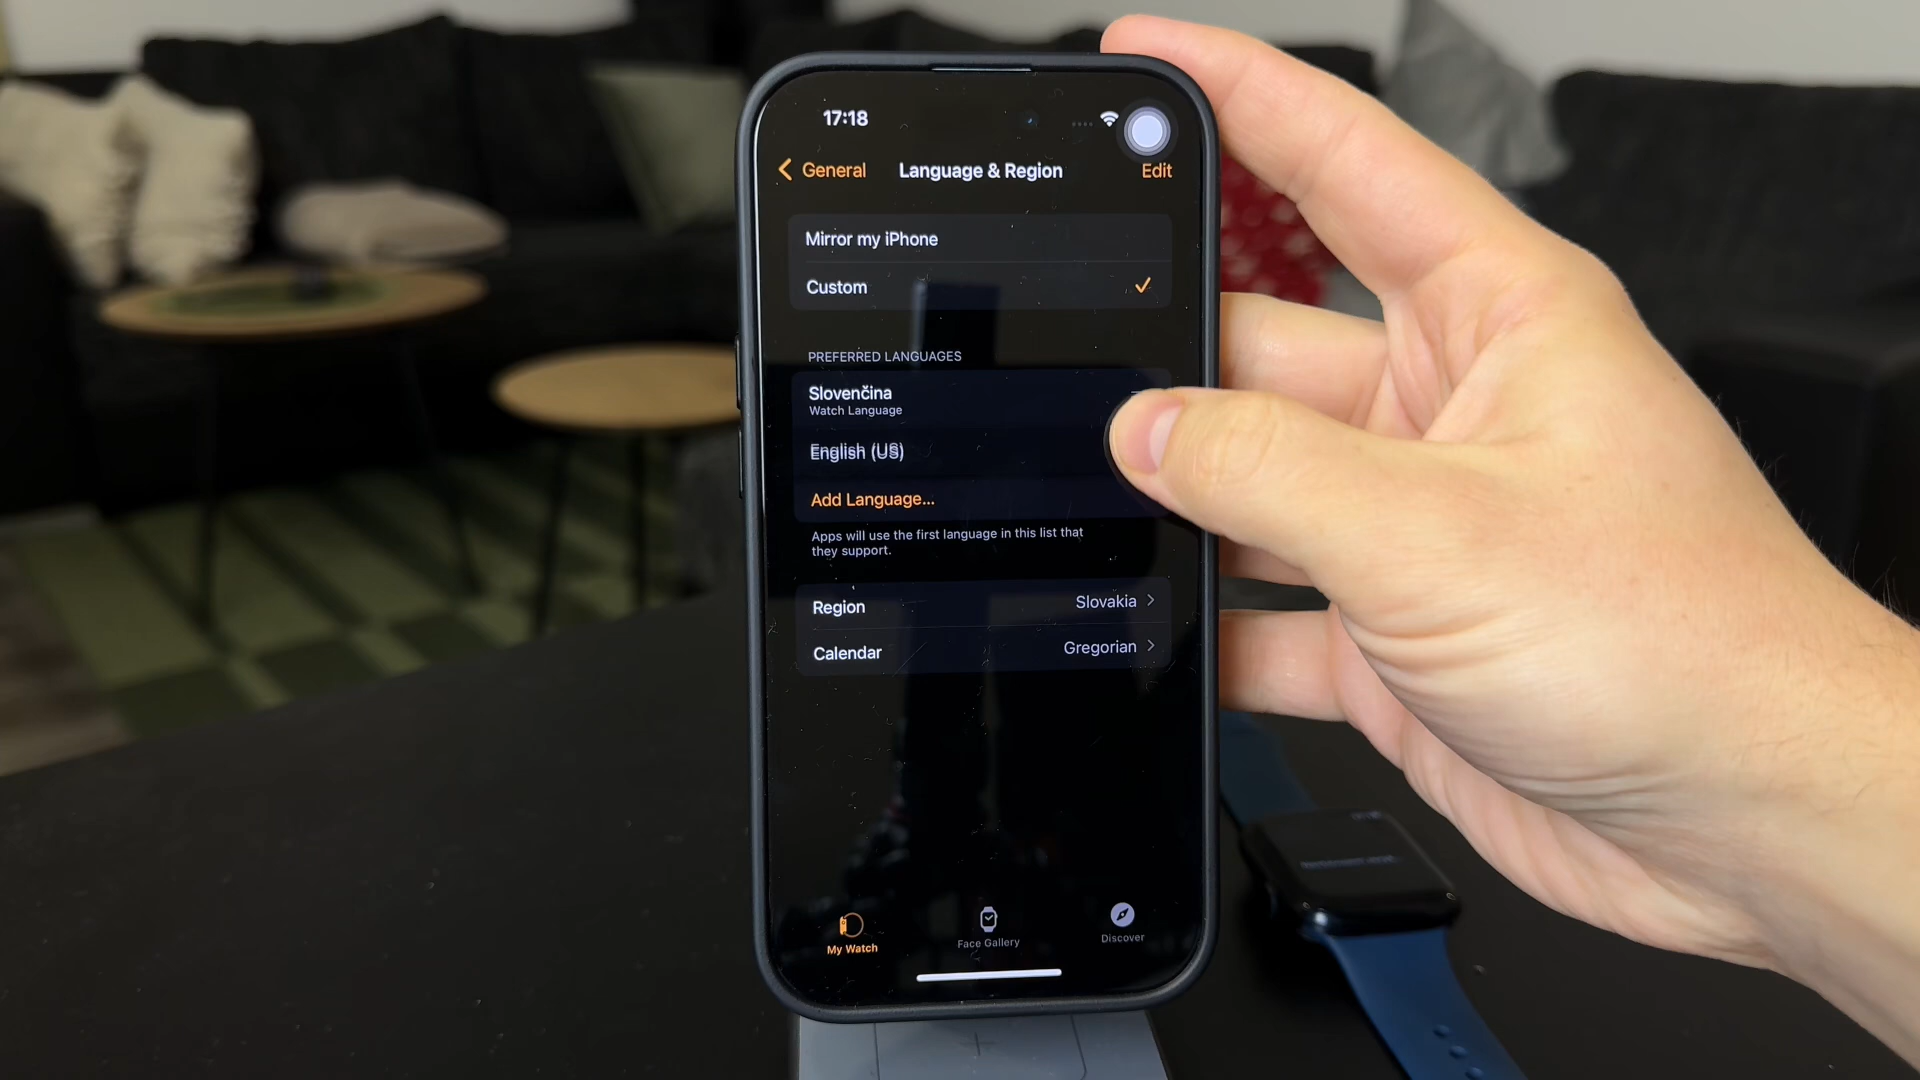 17:18
General
Language & Region
Edit
Mirror my iPhone
Custom
PREFERRED LANGUAGES
Slovenčina
Watch Language
English (US)
Add Language...
Apps will use the first language in this list that
they support.
Region
Slovakia
Calendar
Gregorian
My Watch
Face Gallery
Discover